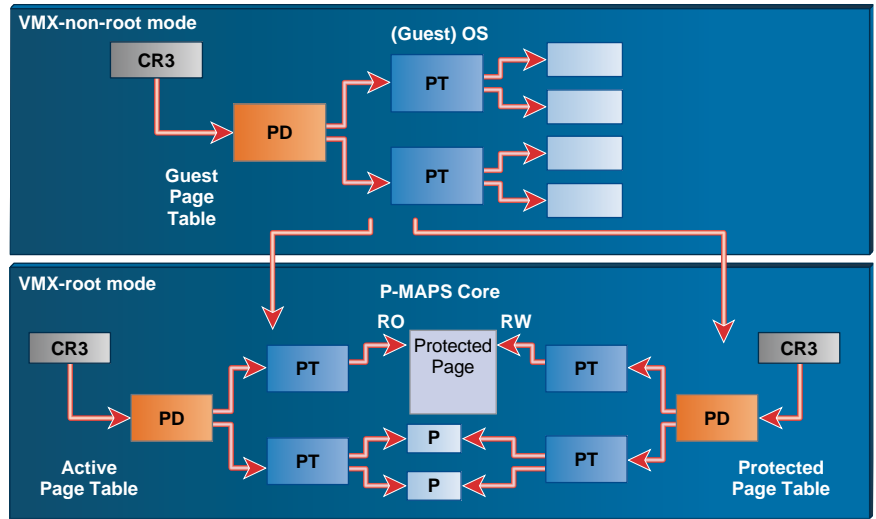 VMX-non-root mode
(Guest) OS
CR3
PT
PD
Guest
Page
Table
PT
VMX-root mode
P-MAPS Core
RO
RW
CR3
PT
Protected
Page
PT
CR3
PD
PD
P
PT
PT
P
Active
Page Table
Protected
Page Table